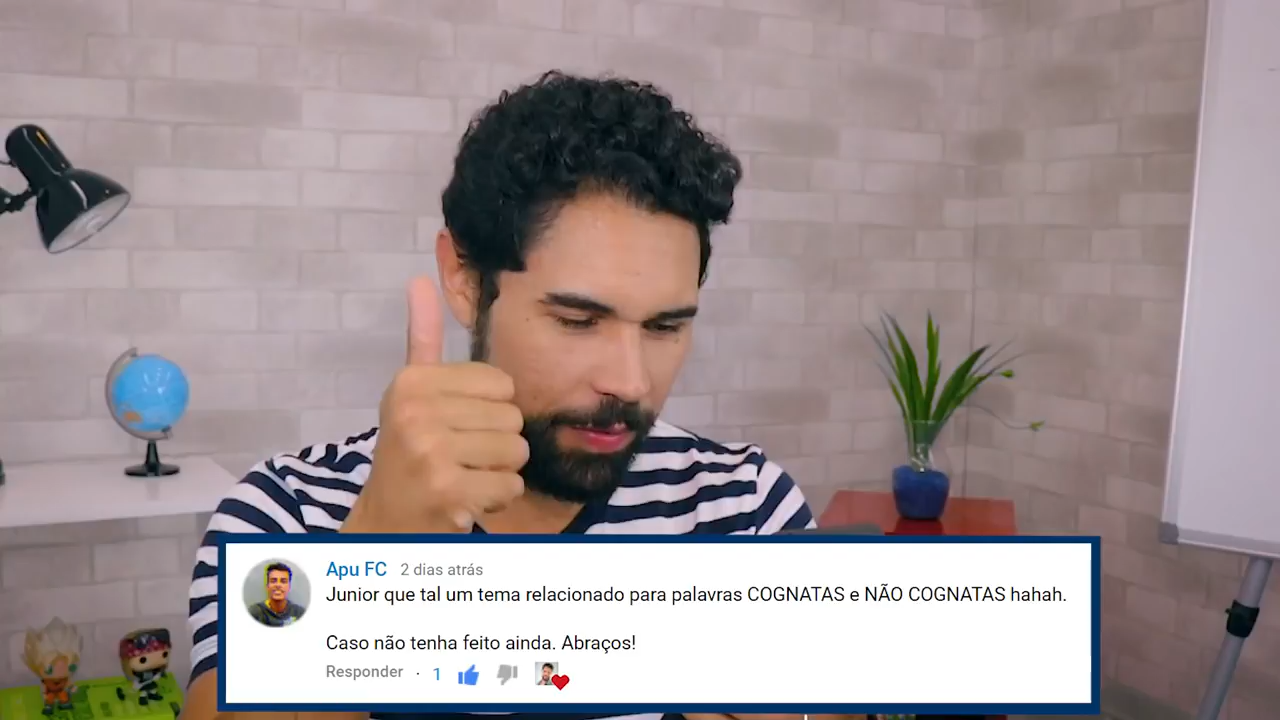 Apu FC 2 dias atrás
Junior que tal um tema relacionado para palavras COGNATAS e NÃO COGNATAS hahah.
Caso não tenha feito ainda. Abraços!
Responder · 1